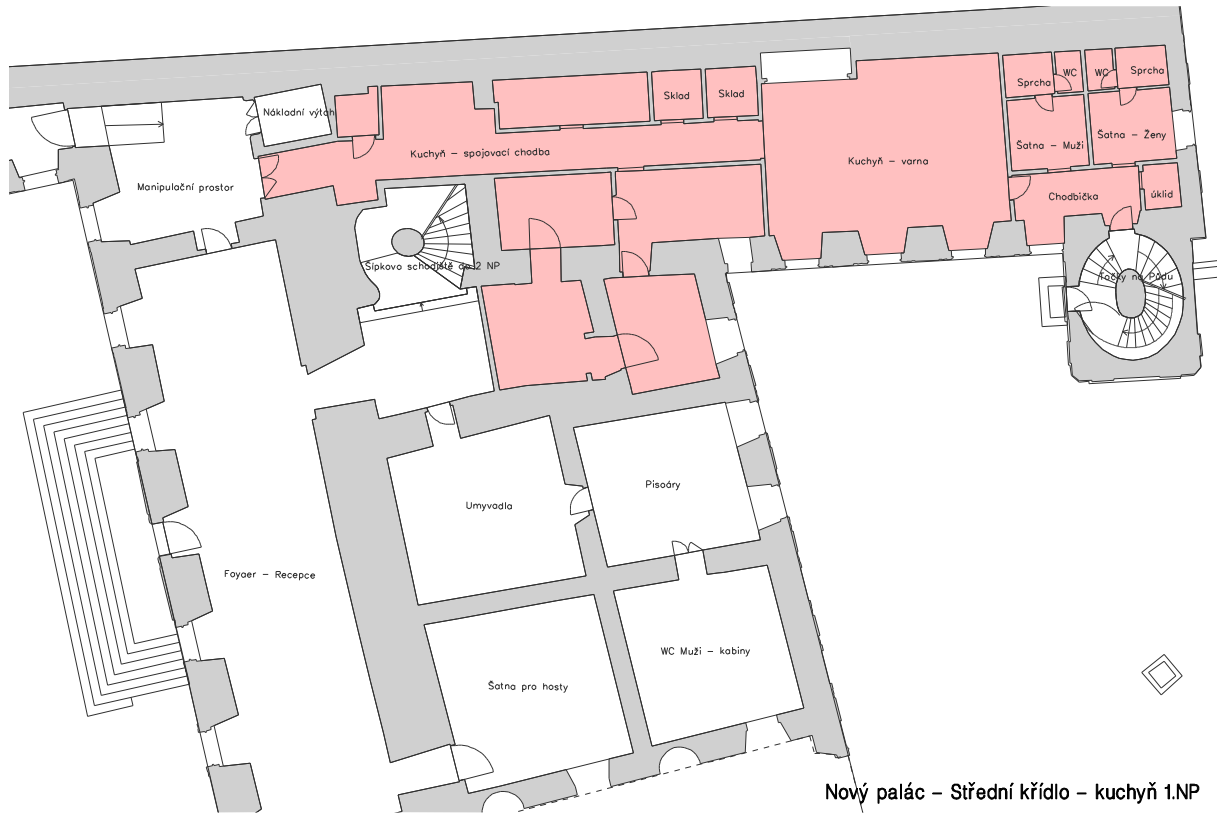 Sprcha
WC
WC
Sprcha
Nákladní výtah
Sklad
Sklad
Kuchyň – spojovací chodba
Kuchyň – varna
Šatna – Muži
Šatna – Ženy
Manipulační prostor
Chodbička
úklid
Šípkovo schodiště do 2 NP
Točky na Půdu
Umyvadla
Pisoáry
Foyaer – Recepce
WC Muži – kabiny
Šatna pro hosty
Nový palác – Střední křídlo – kuchyň 1.NP